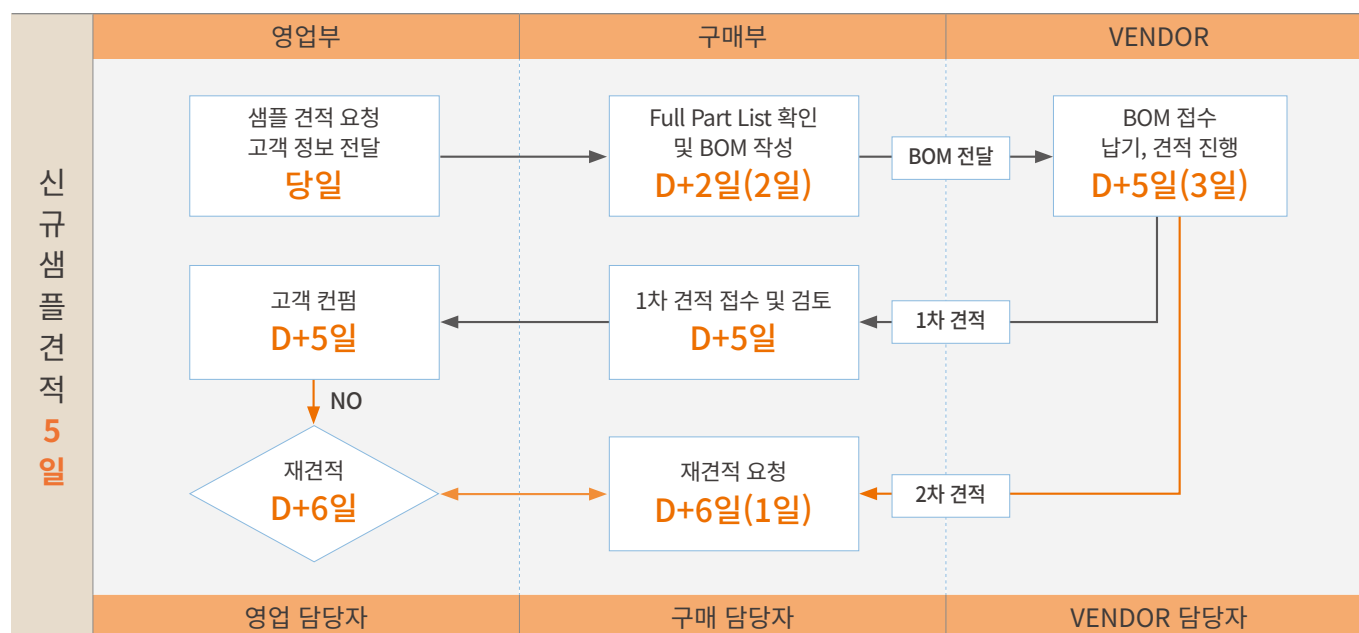 신규샘플견적5일
영업부
구매부
VENDOR
샘플 견적 요청
고객 정보 전달
당일
Full Part List 확인
및 BOM 작성
D+2일(2일)
BOM 전달
BOM 접수
납기, 견적 진행
D+5일(3일)
고객 컨펌
D+5일
1차 견적 접수 및 검토
D+5일
1차 견적
NO
재견적
D+6일
재견적 요청
D+6일(1일)
2차 견적
영업 담당자
구매 담당자
VENDOR 담당자